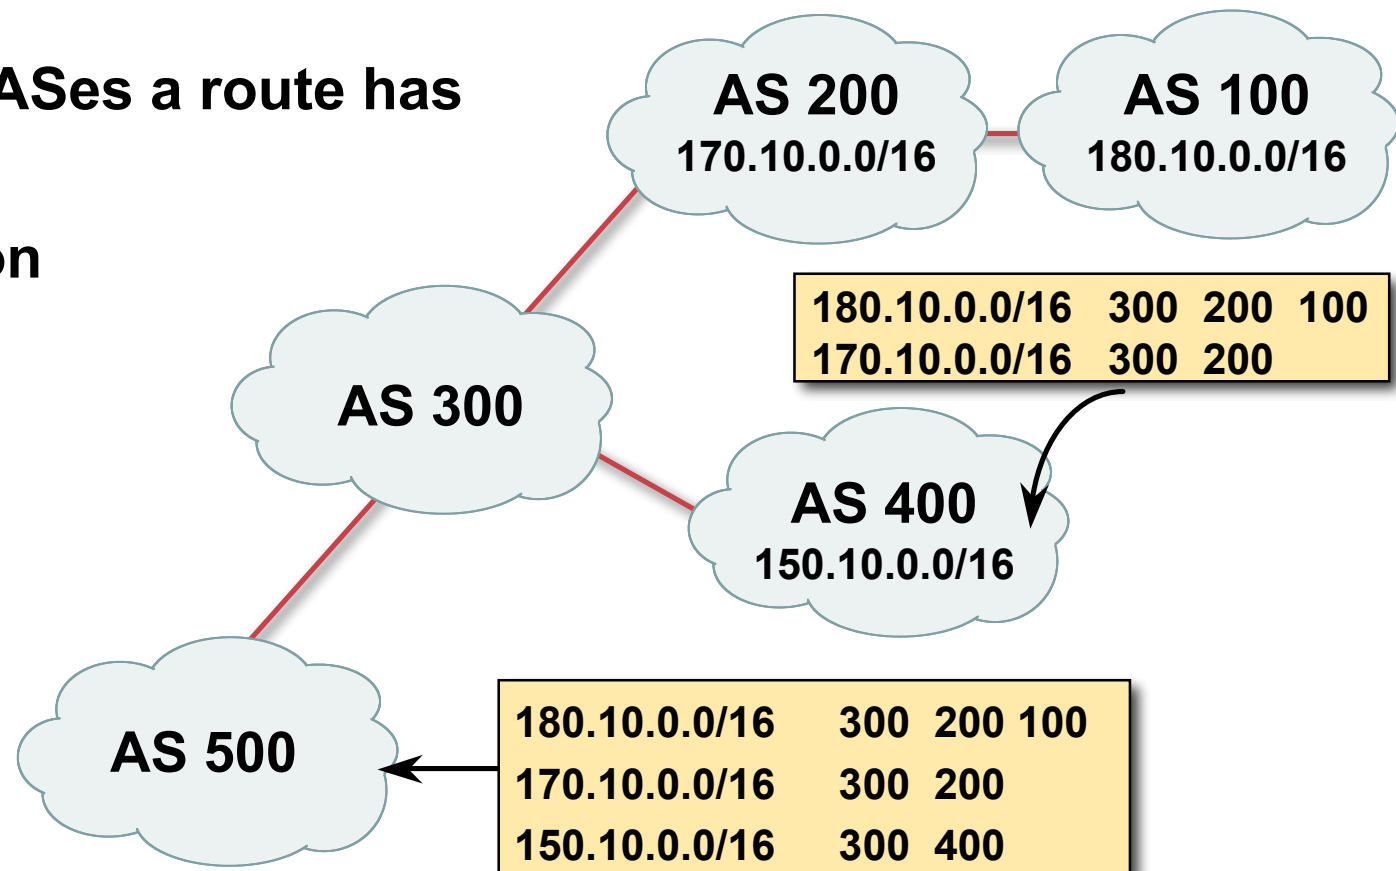 ASes a route has
on
AS 200
170.10.0.0/16
AS 100
180.10.0.0/16
180.10.0.0/16 300 200 100
170.10.0.0/16 300 200
AS 300
AS 400
150.10.0.0/16
AS 500
180.10.0.0/16 300 200 100
170.10.0.0/16 300 200
150.10.0.0/16 300 400